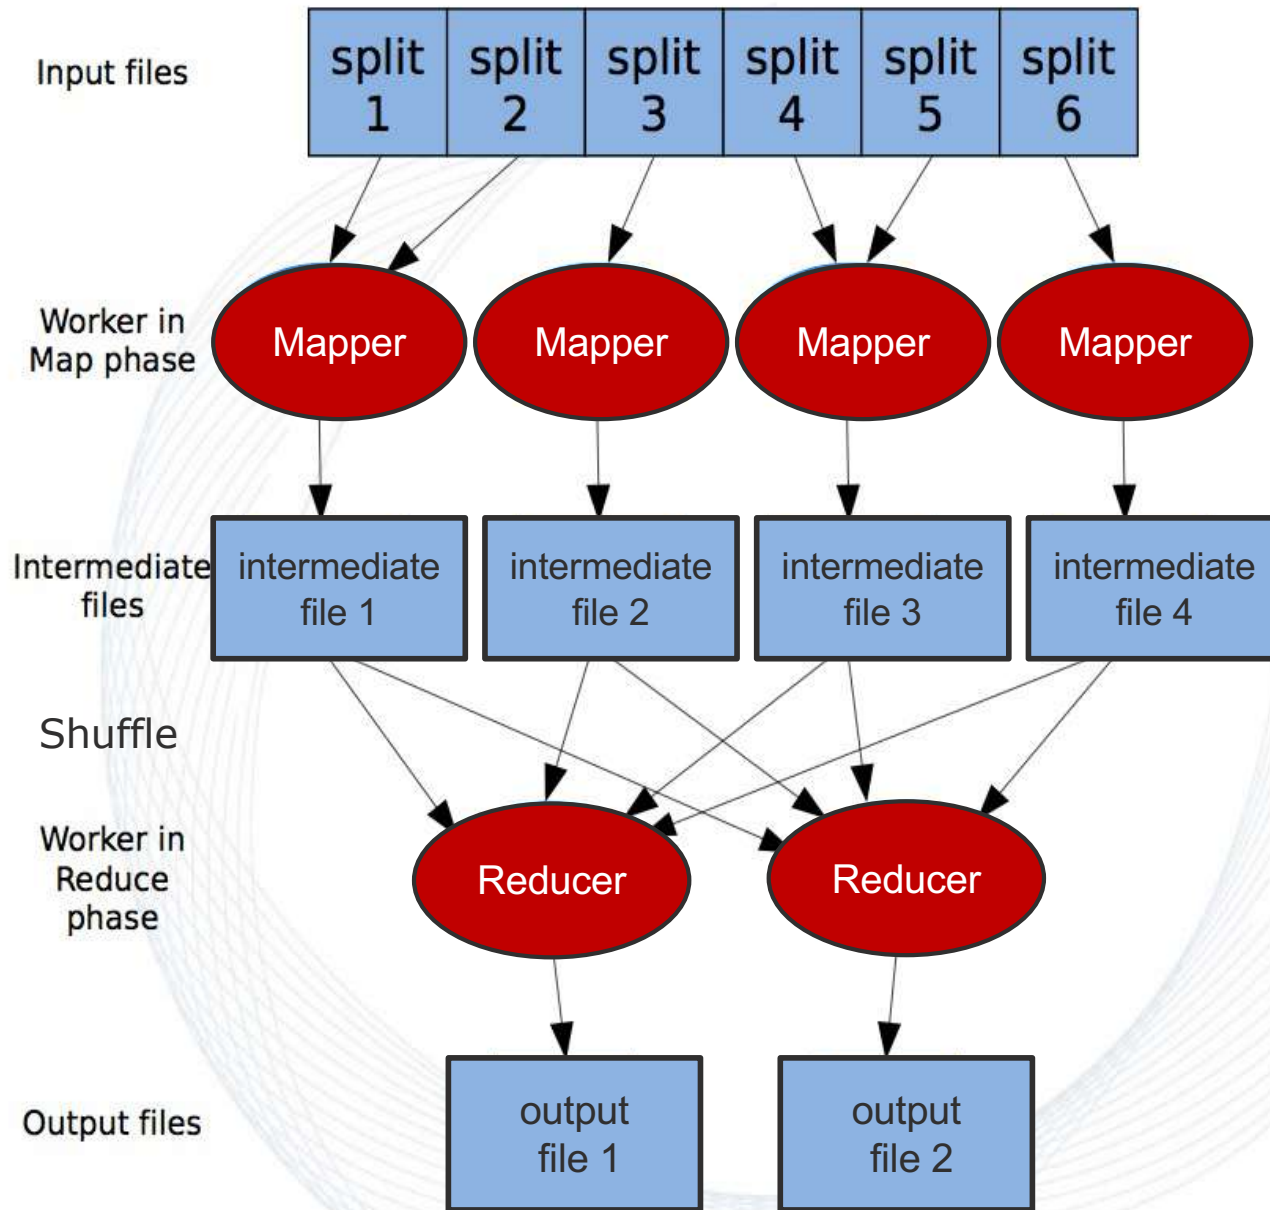 Input files
split split split split split split
1 2 3 4 5 6
Worker in
Map phase
Mapper Mapper Mapper Mapper
Intermediate
files
intermediate intermediate intermediate intermediate
file 1 file 2 file 3 file 4
Shuffle
Worker in
Reduce
phase
Reducer Reducer
Output files
output output
file 1 file 2